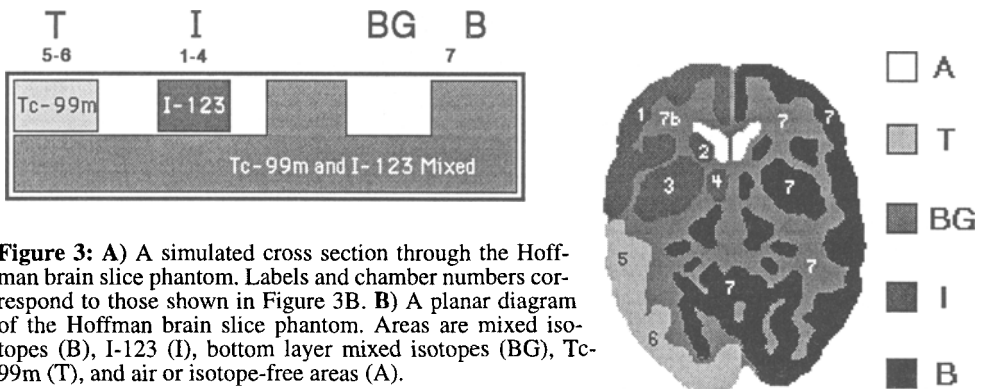 T I BG B
5-6 1-4 7
Tc-99m I-123
Tc-99m and I-123 Mixed
Figure 3: A) A simulated cross section through the Hoff-
man brain slice phantom. Labels and chamber numbers cor-
respond to those shown in Figure 3B. B) A planar diagram
of the Hoffman brain slice phantom. Areas are mixed iso-
topes (B), I-123 (I), bottom layer mixed isotopes (BG), Tc-
99m (T), and air or isotope-free areas (A).
1 7b 7 7
2
3 4 7
5 7
7
6
A
T
BG
I
B